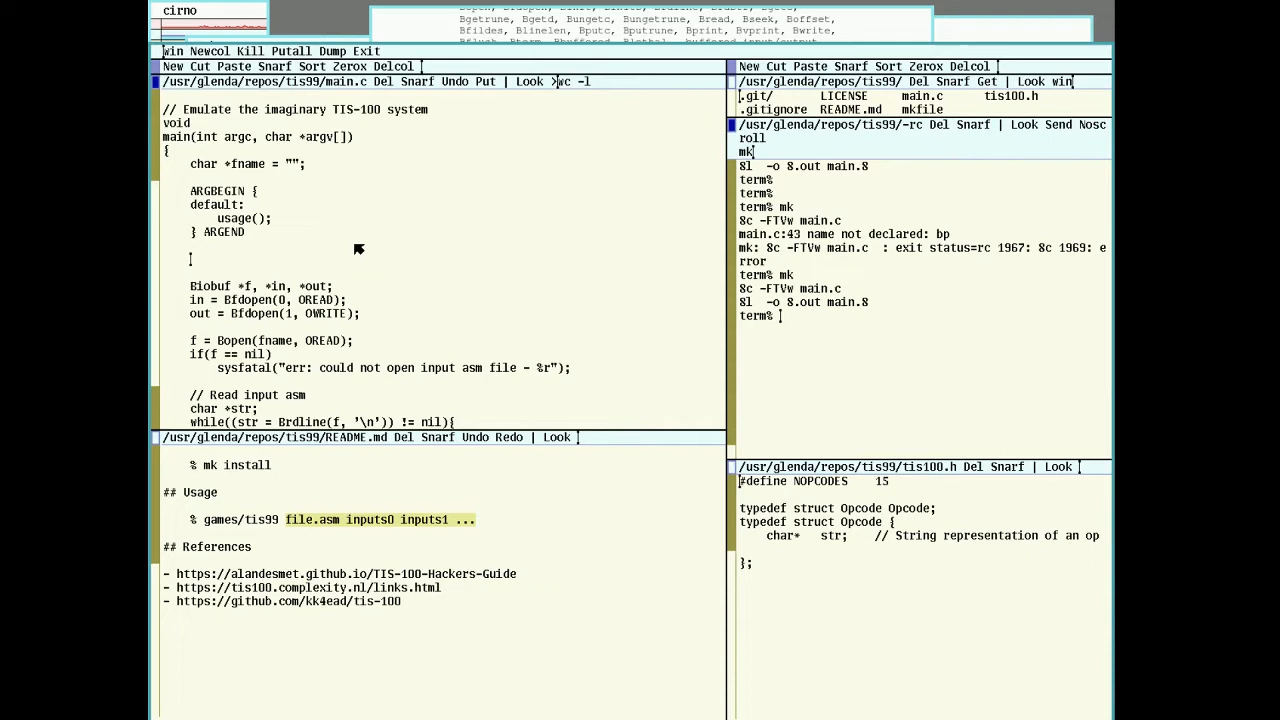 cirno
Bgetrune, Bgetd, Bungetc, Bungetrune, Bread, Bseek, Boffset,
Bfildes, Blinelen, Bputc, Bputrune, Bprint, Bvprint, Bwrite,
Win Newcol Kill Putall Dump Exit
New Cut Paste Snarf Sort Zerox Delcol
/usr/glenda/repos/tis99/main.c Del Snarf Undo Put | Look >wc -l
// Emulate the imaginary TIS-100 system
void
main(int argc, char *argv[])
{
char *fname = "";
ARGBEGIN {
default:
usage();
} ARGEND
Biobuf *f, *in, *out;
in = Bfdopen(0, OREAD);
out = Bfdopen(1, OWRITE);
f = Bopen(fname, OREAD);
if(f == nil)
sysfatal("err: could not open input asm file - %r");
// Read input asm
char *str;
while((str = Brdline(f, '\n')) != nil){
/usr/glenda/repos/tis99/README.md Del Snarf Undo Redo | Look
% mk install
## Usage
% games/tis99 file.asm inputs0 inputs1 ...
## References
- https://alandesmet.github.io/TIS-100-Hackers-Guide
- https://tis100.complexity.nl/links.html
- https://github.com/kk4ead/tis-100
New Cut Paste Snarf Sort Zerox Delcol
/usr/glenda/repos/tis99/ Del Snarf Get | Look win
.git/ LICENSE main.c tis100.h
.gitignore README.md mkfile
/usr/glenda/repos/tis99/-rc Del Snarf | Look Send Nosc
roll
mk
8l -o 8.out main.8
term%
term%
term% mk
8c -FTVw main.c
main.c:43 name not declared: bp
mk: 8c -FTVw main.c : exit status=rc 1967: 8c 1969: e
rror
term% mk
8c -FTVw main.c
8l -o 8.out main.8
term%
/usr/glenda/repos/tis99/tis100.h Del Snarf | Look
#define NOPCODES 15
typedef struct Opcode Opcode;
typedef struct Opcode {
char* str; // String representation of an op
};